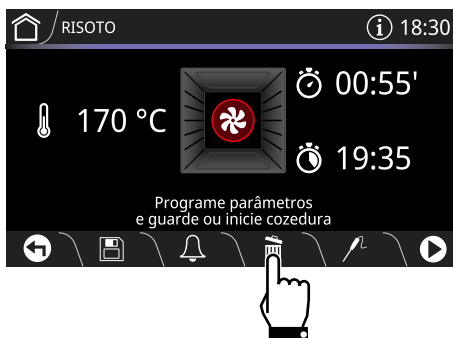 RISOTO
18:30
170 °C
00:55'
19:35
Programe parâmetros
e guarde ou inicie cozedura